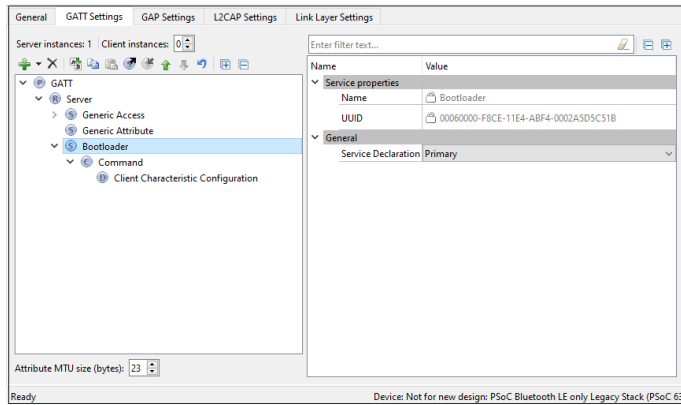 General GATT Settings GAP Settings L2CAP Settings Link Layer Settings
Server instances: 1 Client instances: 0
Enter filter text...
Name Value
P GATT
Service properties
R Server
Name Bootloader
S Generic Access
UUID 00060000-F8CE-11E4-ABF4-0002A5D5C51B
S Generic Attribute
General
S Bootloader
Service Declaration Primary
C Command
D Client Characteristic Configuration
Attribute MTU size (bytes): 23
Ready Device: Not for new design: PSoC Bluetooth LE only Legacy Stack (PSoC 63